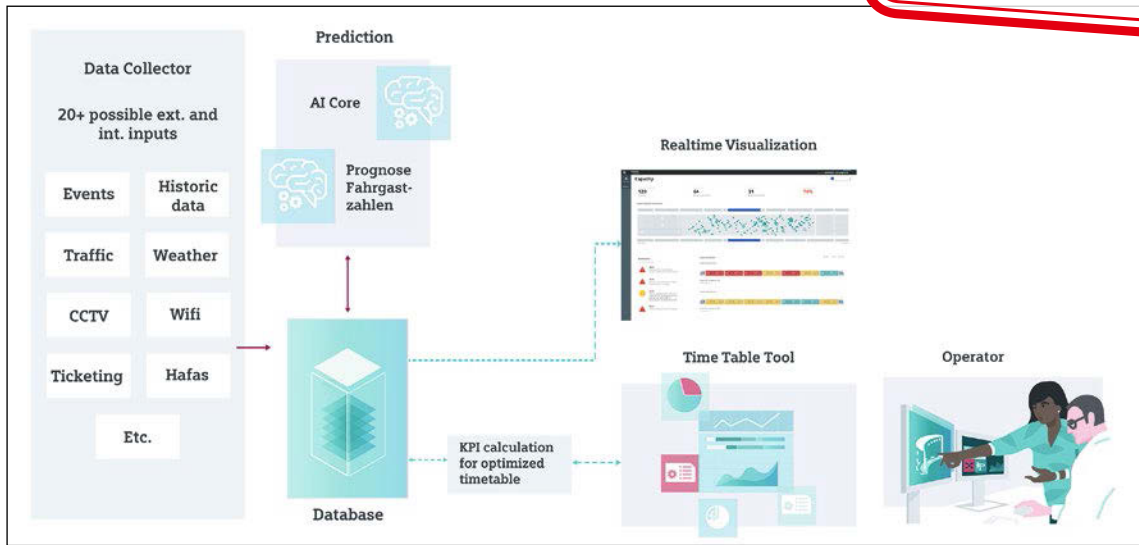 Prediction
Data Collector
20+ possible ext. and
int. inputs
AI Core
Prognose
Fahrgast-
zahlen
Events
Historic
data
Traffic
Weather
CCTV
Wifi
Ticketing
Hafas
Etc.
Database
Realtime Visualization
Capacity
KPI calculation
for optimized
timetable
Time Table Tool
Operator